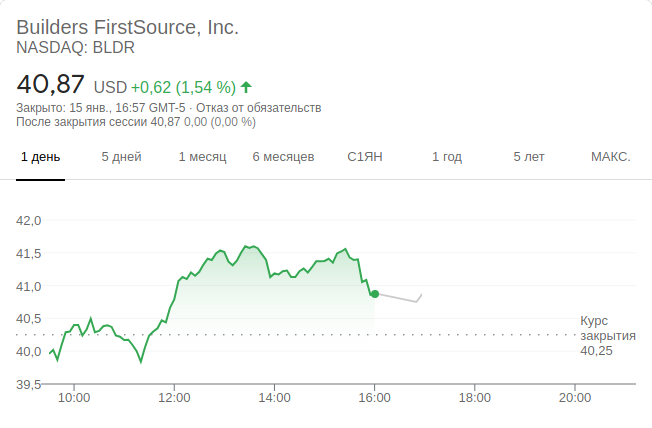 Builders FirstSource, Inc.
NASDAQ: BLDR
40,87 USD +0,62 (1,54 %)
Закрыто: 15 янв., 16:57 GMT-5 · Отказ от обязательств
После закрытия сессии 40,87 0,00 (0,00 %)
1 день 5 дней 1 месяц 6 месяцев С1ЯН 1 год 5 лет МАКС.
42,0
41,5
41,0
40,5
40,0
39,5
Курс
закрытия
40,25
10:00 12:00 14:00 16:00 18:00 20:00